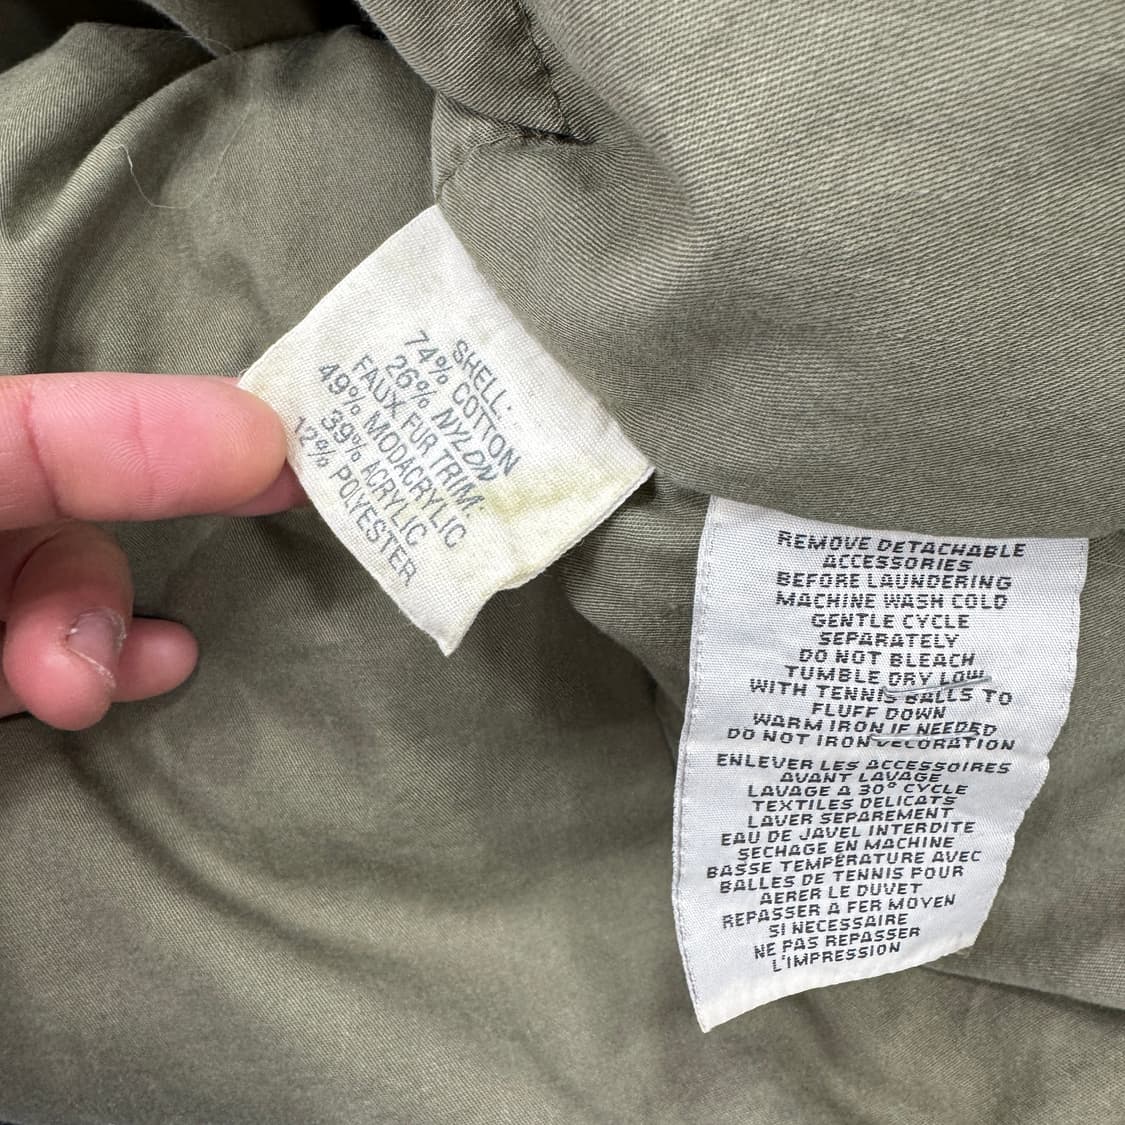 SHELL:
74% COTTON
26% NYLON
FAUX FUR TRIM:
49% MODACRYLIC
39% ACRYLIC
12% POLYESTER
REMOVE DETACHABLE
ACCESSORIES
BEFORE LAUNDERING
MACHINE WASH COLD
GENTLE CYCLE
SEPARATELY
DO NOT BLEACH
TUMBLE DRY LOW
WITH TENNIS BALLS TO
FLUFF DOWN
WARM IRON IF NEEDED
DO NOT IRON DECORATION
ENLEVER LES ACCESSOIRES
AVANT LAVAGE
LAVAGE A 30° CYCLE
TEXTILES DELICATS
LAVER SEPAREMENT
EAU DE JAVEL INTERDITE
SECHAGE EN MACHINE
BASSE TEMPÉRATURE AVEC
BALLES DE TENNIS POUR
AERER LE DUVET
REPASSER A FER MOYEN
SI NECESSAIRE
NE PAS REPASSER
L'IMPRESSION